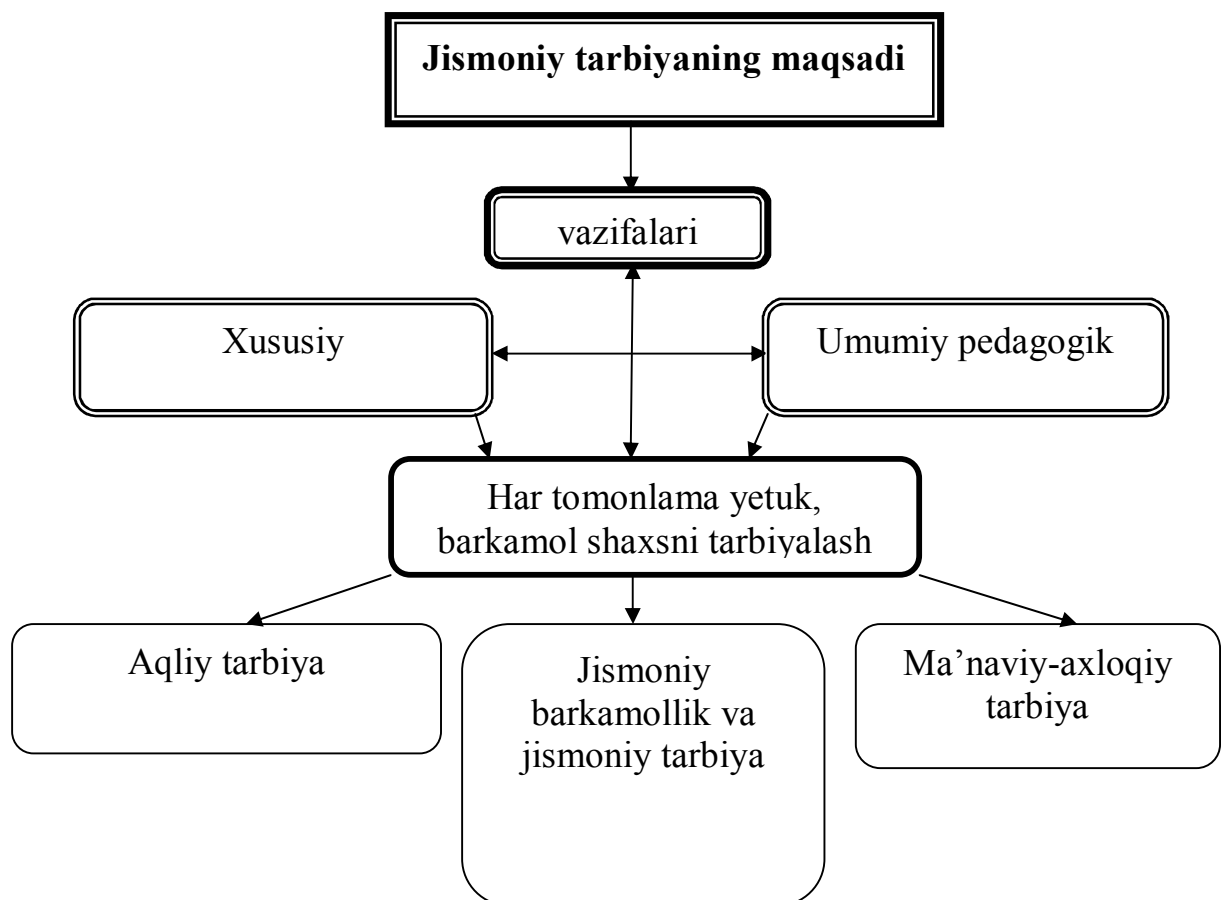 Jismoniy tarbiyaning maqsadi
vazifalari
Xususiy
Umumiy pedagogik
Har tomonlama yetuk,
barkamol shaxsni tarbiyalash
Aqliy tarbiya
Jismoniy
barkamollik va
jismoniy tarbiya
Ma’naviy-axloqiy
tarbiya